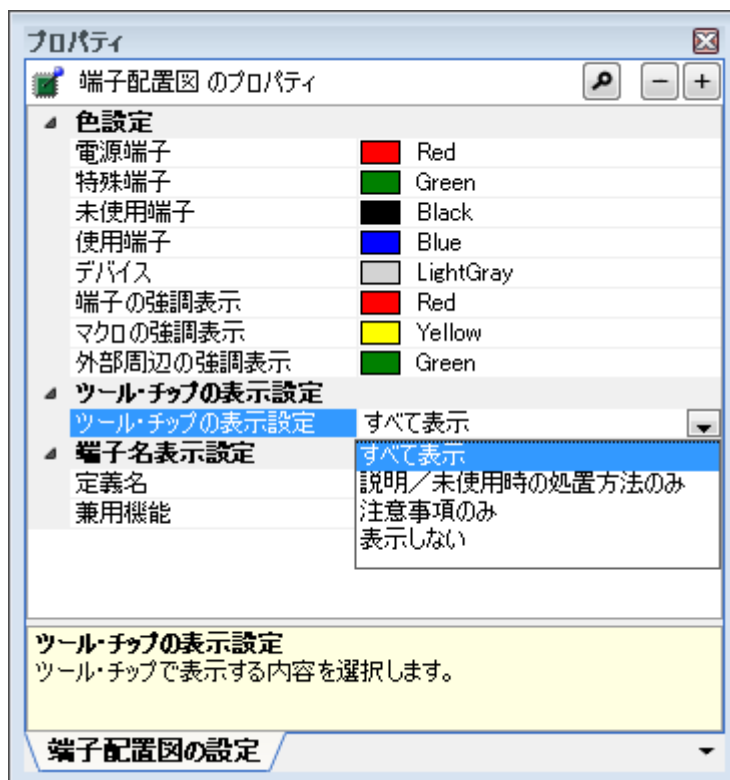 プロパティ
端子配置図 のプロパティ
色設定
電源端子 Red
特殊端子 Green
未使用端子 Black
使用端子 Blue
デバイス LightGray
端子の強調表示 Red
マクロの強調表示 Yellow
外部周辺の強調表示 Green
ツール・チップの表示設定
ツール・チップの表示設定 すべて表示
端子名表示設定 すべて表示
定義名 説明／未使用時の処置方法のみ
兼用機能 注意事項のみ
表示しない
ツール・チップの表示設定
ツール・チップで表示する内容を選択します。
端子配置図の設定